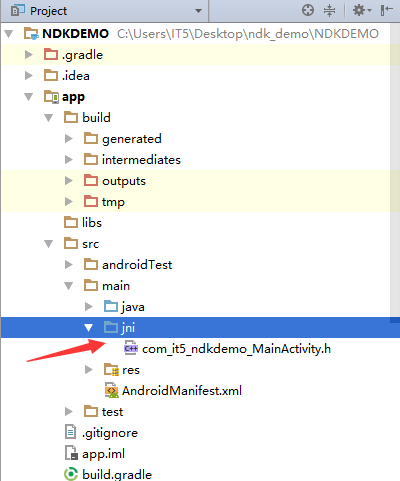 Project
NDKDEMO C:\Users\IT5\Desktop\ndk_demo\NDKDEMO
.gradle
.idea
app
build
generated
intermediates
outputs
tmp
libs
src
androidTest
main
java
jni
com_it5_ndkdemo_MainActivity.h
res
AndroidManifest.xml
test
.gitignore
app.iml
build.gradle